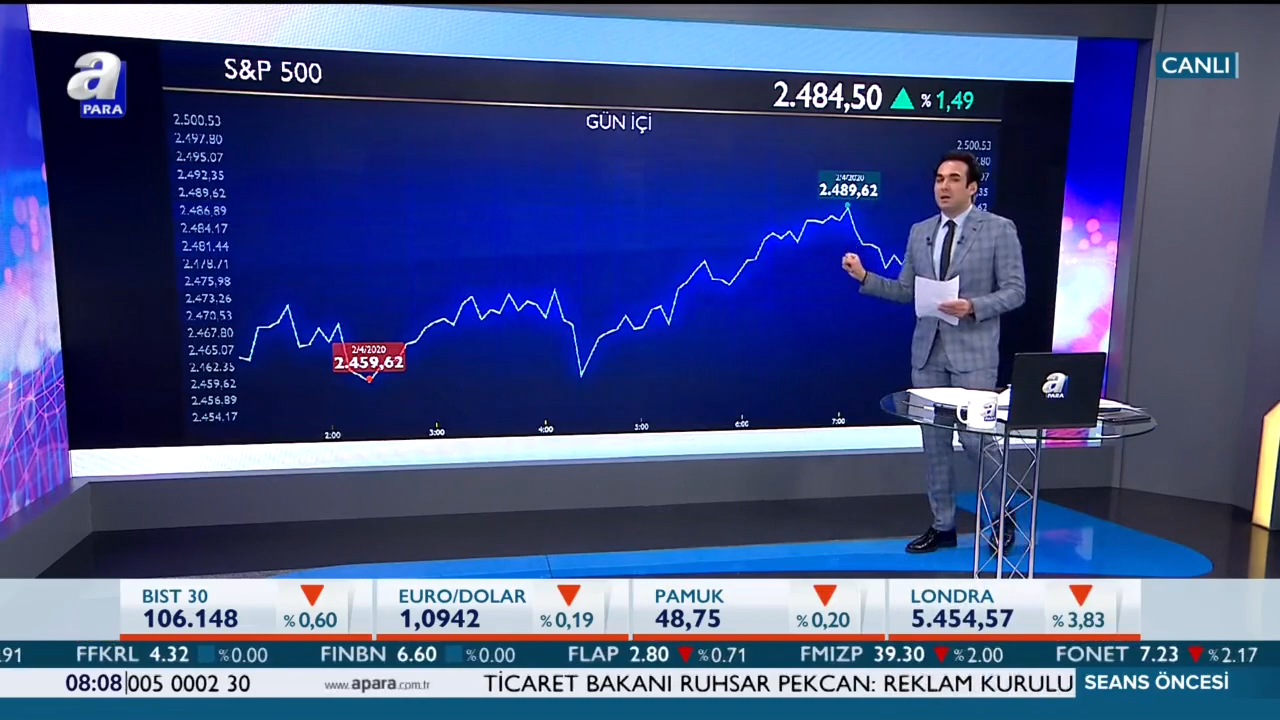 S&P 500
CANLI
a
PARA
2.484,50 % 1,49
GÜN İÇİ
2.500.53
2.497.80
2.495.07
2.492,35
2.489,62
2.486,89
2.484.17
2.481.44
2.478.71
2.475,98
2.473,26
2.470.53
2.467.80
2.465.07
2.462.35
2.459,62
2.456.89
2.454.17
2.500.53
2/4/2020
2.489,62
2/4/2020
2.459,62
2:00
3:00
4:00
5:00
6:00
7:00
a
PARA
BIST 30
106.148
%0,60
EURO/DOLAR
1,0942
%0,19
PAMUK
48,75
%0,20
LONDRA
5.454,57
%3,83
.91 FFKRL 4.32 %0.00 FINBN 6.60 %0.00 FLAP 2.80 %0.71 FMIZP 39.30 %2.00 FONET 7.23 %2.17
08:08 005 0002 30 www.apara.com.tr TİCARET BAKANI RUHSAR PEKCAN: REKLAM KURULU SEANS ÖNCESİ